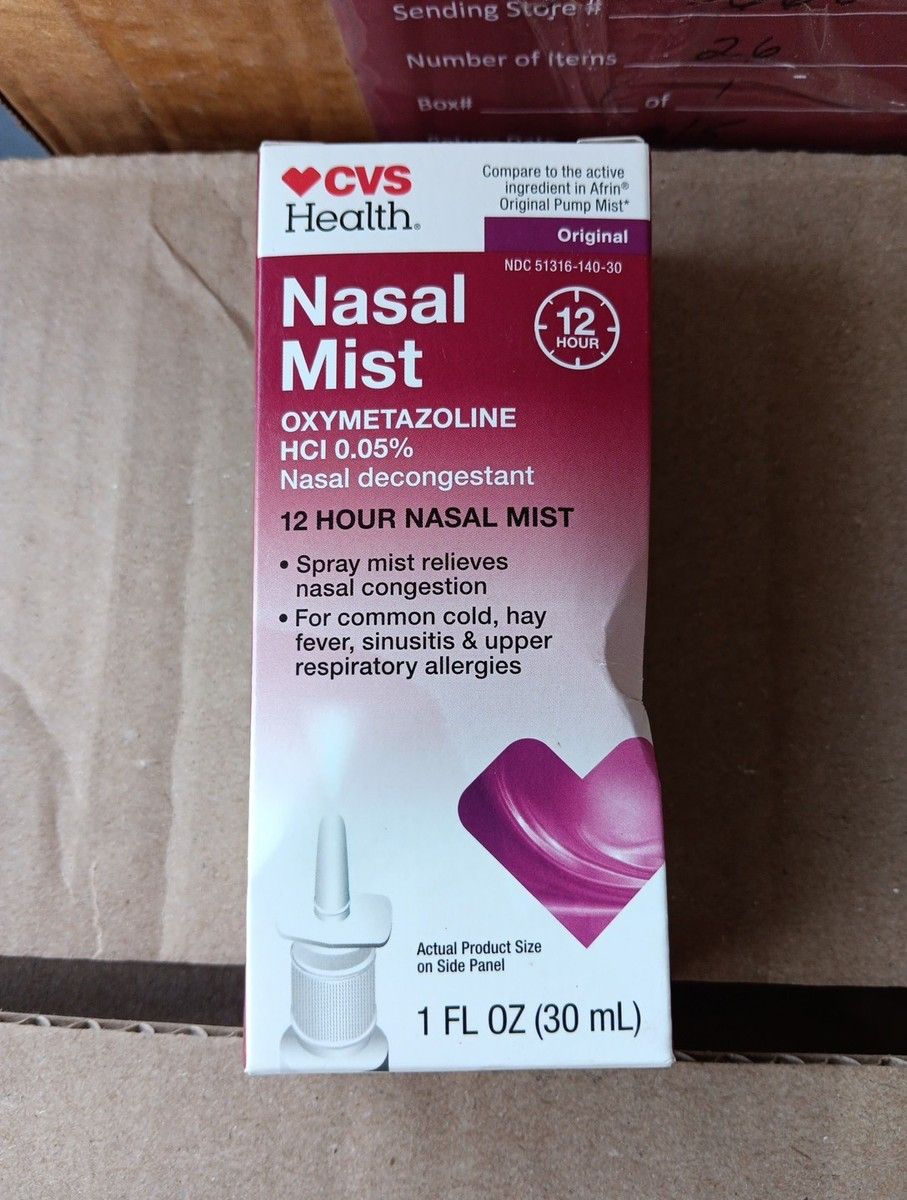 Sending Store #
Number of Items 26
Box# of 1
CVS
Health®
Compare to the active
ingredient in Afrin®
Original Pump Mist*
Original
NDC 51316-140-30
Nasal
Mist
12
HOUR
OXYMETAZOLINE
HCl 0.05%
Nasal decongestant
12 HOUR NASAL MIST
• Spray mist relieves
nasal congestion
• For common cold, hay
fever, sinusitis & upper
respiratory allergies
Actual Product Size
on Side Panel
1 FL OZ (30 mL)